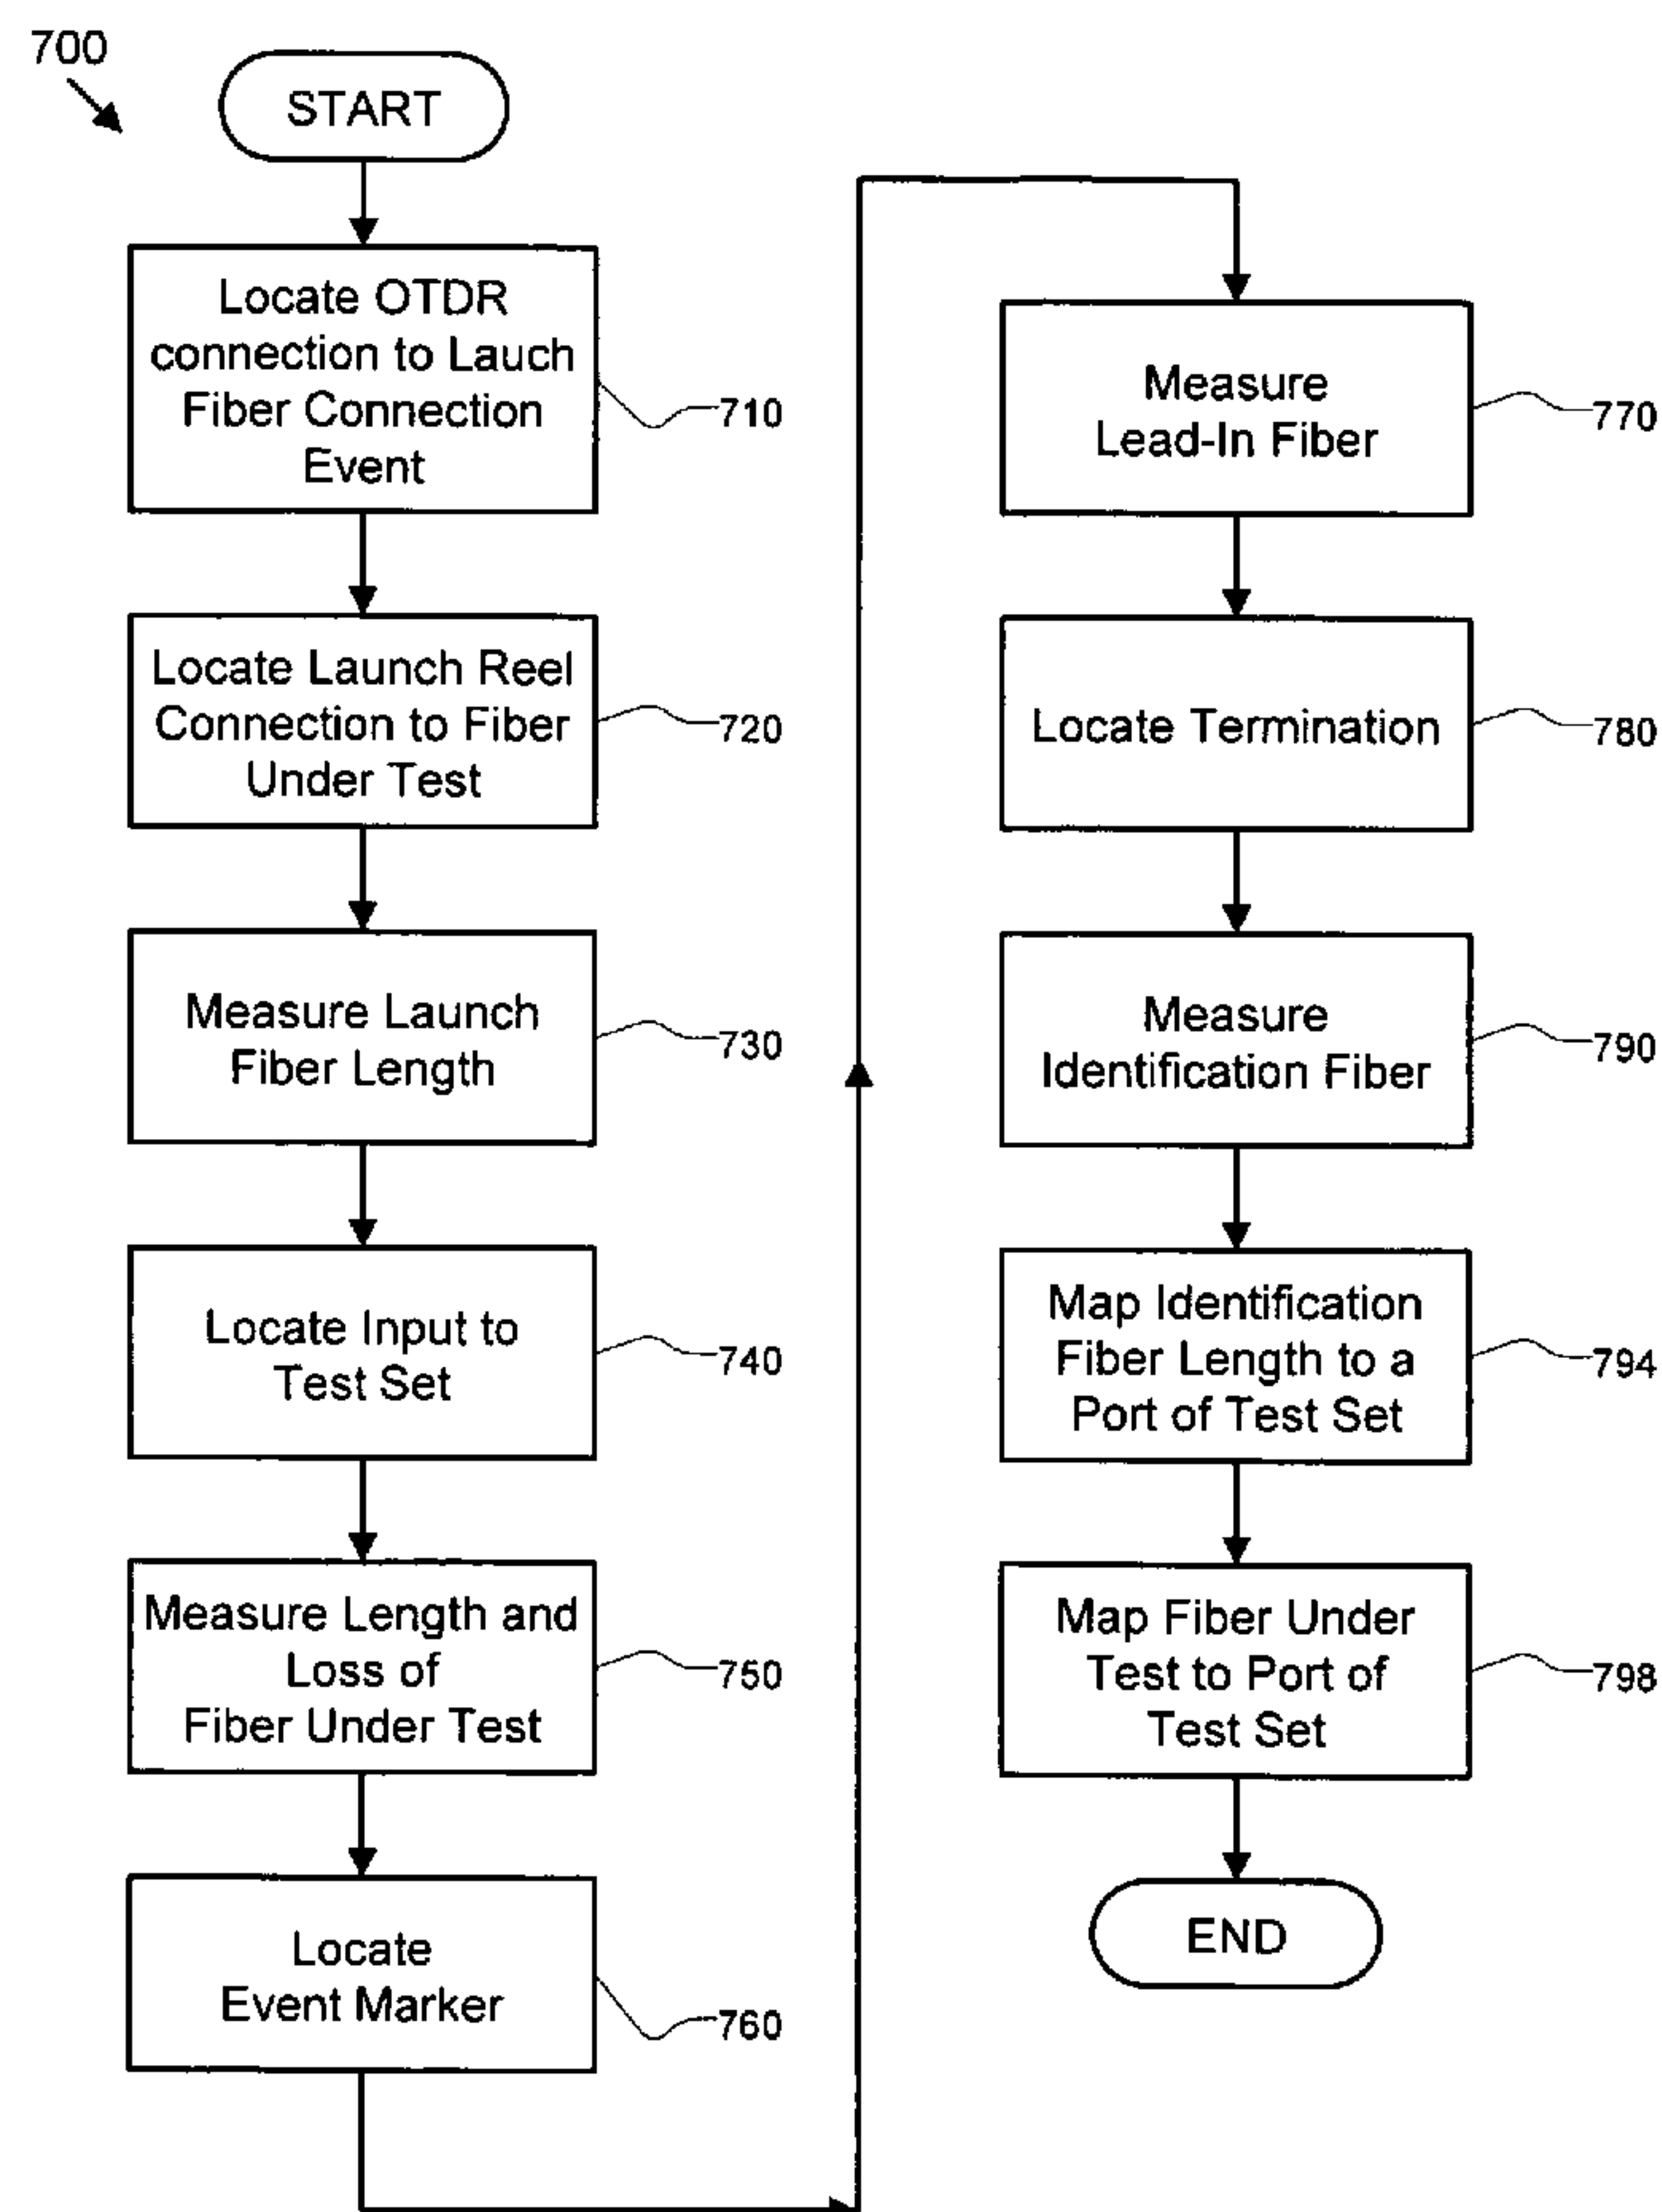 700
START
Locate OTDR
connection to Lauch
Fiber Connection
Event
710
Locate Launch Reel
Connection to Fiber
Under Test
720
Measure Launch
Fiber Length
730
Locate Input to
Test Set
740
Measure Length and
Loss of
Fiber Under Test
750
Locate
Event Marker
760
Measure
Lead-In Fiber
770
Locate Termination
780
Measure
Identification Fiber
790
Map Identification
Fiber Length to a
Port of Test Set
794
Map Fiber Under
Test to Port of
Test Set
798
END